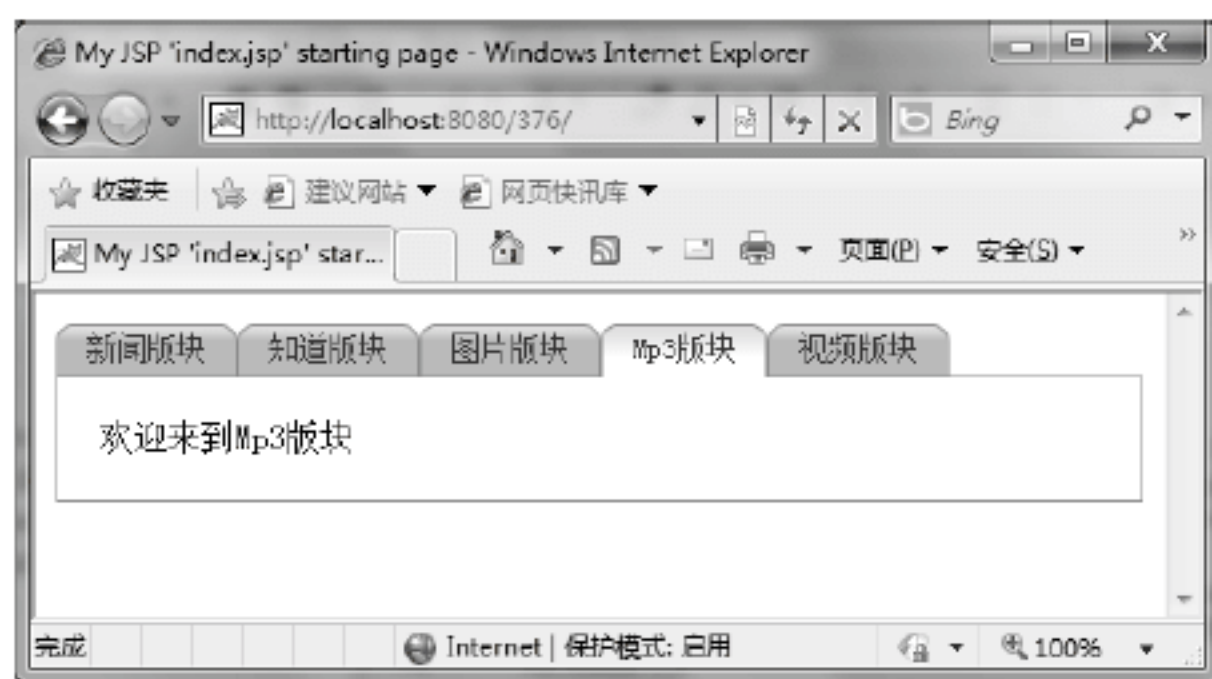 My JSP 'index.jsp' starting page - Windows Internet Explorer
http://localhost:8080/376/ Bing
收藏夹 建议网站 网页快讯库
My JSP 'index.jsp' star... 页面(P) 安全(S) »
新闻版块 知道版块 图片版块 Mp3版块 视频版块
欢迎来到Mp3版块
完成 Internet | 保护模式: 启用 100%